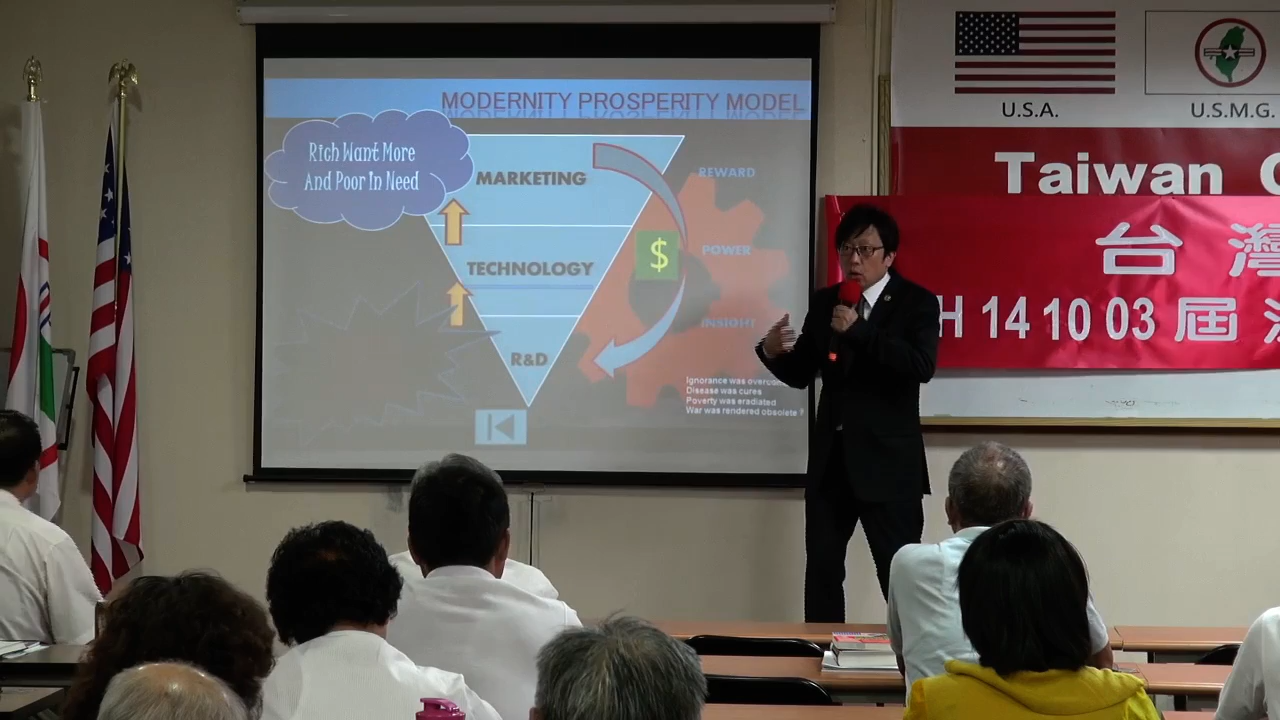 MODERNITY PROSPERITY MODEL
Rich Want More
And Poor In Need
MARKETING
TECHNOLOGY
R&D
$
REWARD
POWER
INSIGHT
Ignorance was
Disease was cures
Poverty was eradiated
War was rendered obsolete ?
U.S.A.
U.S.M.G.
Taiwan
台灣
H 14 10 03 屆